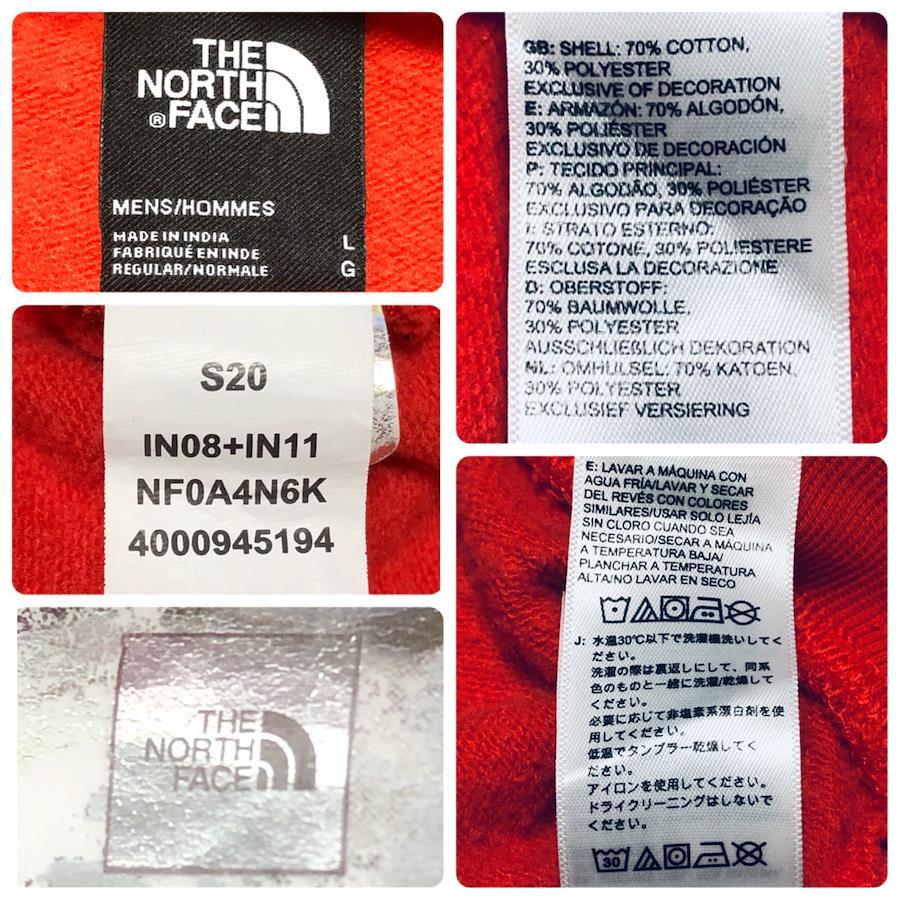 THE
NORTH
FACE
®
MENS/HOMMES
MADE IN INDIA
FABRIQUÉ EN INDE
REGULAR/NORMALE
L
G
S20
IN08+IN11
NF0A4N6K
4000945194
THE
NORTH
FACE
GB: SHELL: 70% COTTON,
30% POLYESTER
EXCLUSIVE OF DECORATION
E: ARMAZÓN: 70% ALGODÓN,
30% POLIÉSTER
EXCLUSIVO DE DECORACIÓN
P: TECIDO PRINCIPAL:
70% ALGODÃO, 30% POLIÉSTER
EXCLUSIVO PARA DECORAÇÃO
I: STRATO ESTERNO:
70% COTONE, 30% POLIESTERE
ESCLUSA LA DECORAZIONE
D: OBERSTOFF:
70% BAUMWOLLE,
30% POLYESTER
AUSSCHLIEẞLICH DEKORATION
NL: OMHULSEL: 70% KATOEN,
30% POLYESTER
EXCLUSIEF VERSIERING
E: LAVAR A MÁQUINA CON
AGUA FRÍA/LAVAR Y SECAR
DEL REVÉS CON COLORES
SIMILARES/USAR SOLO LEJÍA
SIN CLORO CUANDO SEA
NECESARIO/SECAR A MÁQUINA
A TEMPERATURA BAJA/
PLANCHAR A TEMPERATURA
ALTA/NO LAVAR EN SECO
J: 水温30℃以下で洗濯機洗いしてく
ださい。
洗濯の際は裏返しにして、同系
色のものと一緒に洗濯/乾燥して
ください。
必要に応じて非塩素系漂白剤を使
用してください。
低温でタンブラー乾燥してく
ださい。
アイロンを使用してください。
ドライクリーニングはしないで
ください。
30